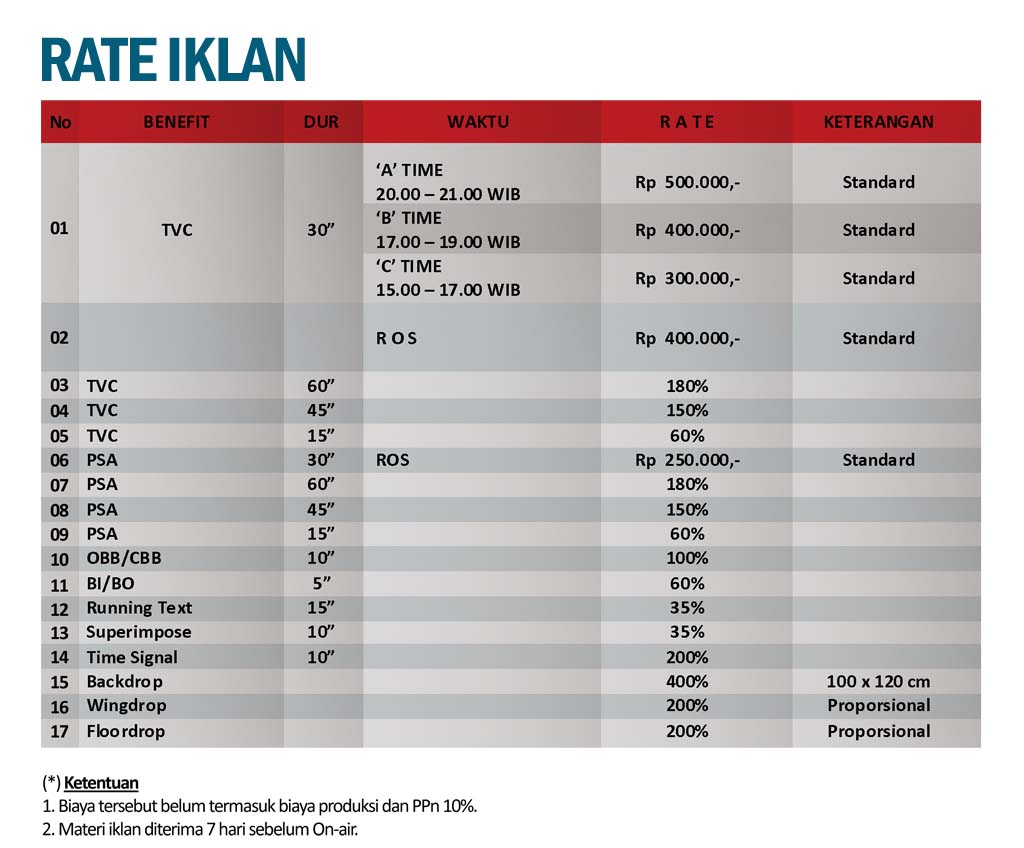 RATE IKLAN
No BENEFIT DUR WAKTU R A T E KETERANGAN
01 TVC 30” ‘A’ TIME
20.00 – 21.00 WIB Rp 500.000,- Standard
‘B’ TIME
17.00 – 19.00 WIB Rp 400.000,- Standard
‘C’ TIME
15.00 – 17.00 WIB Rp 300.000,- Standard
02 R O S Rp 400.000,- Standard
03 TVC 60” 180%
04 TVC 45” 150%
05 TVC 15” 60%
06 PSA 30” ROS Rp 250.000,- Standard
07 PSA 60” 180%
08 PSA 45” 150%
09 PSA 15” 60%
10 OBB/CBB 10” 100%
11 BI/BO 5” 60%
12 Running Text 15” 35%
13 Superimpose 10” 35%
14 Time Signal 10” 200%
15 Backdrop 400% 100 x 120 cm
16 Wingdrop 200% Proporsional
17 Floordrop 200% Proporsional
(*) Ketentuan
1. Biaya tersebut belum termasuk biaya produksi dan PPn 10%.
2. Materi iklan diterima 7 hari sebelum On-air.